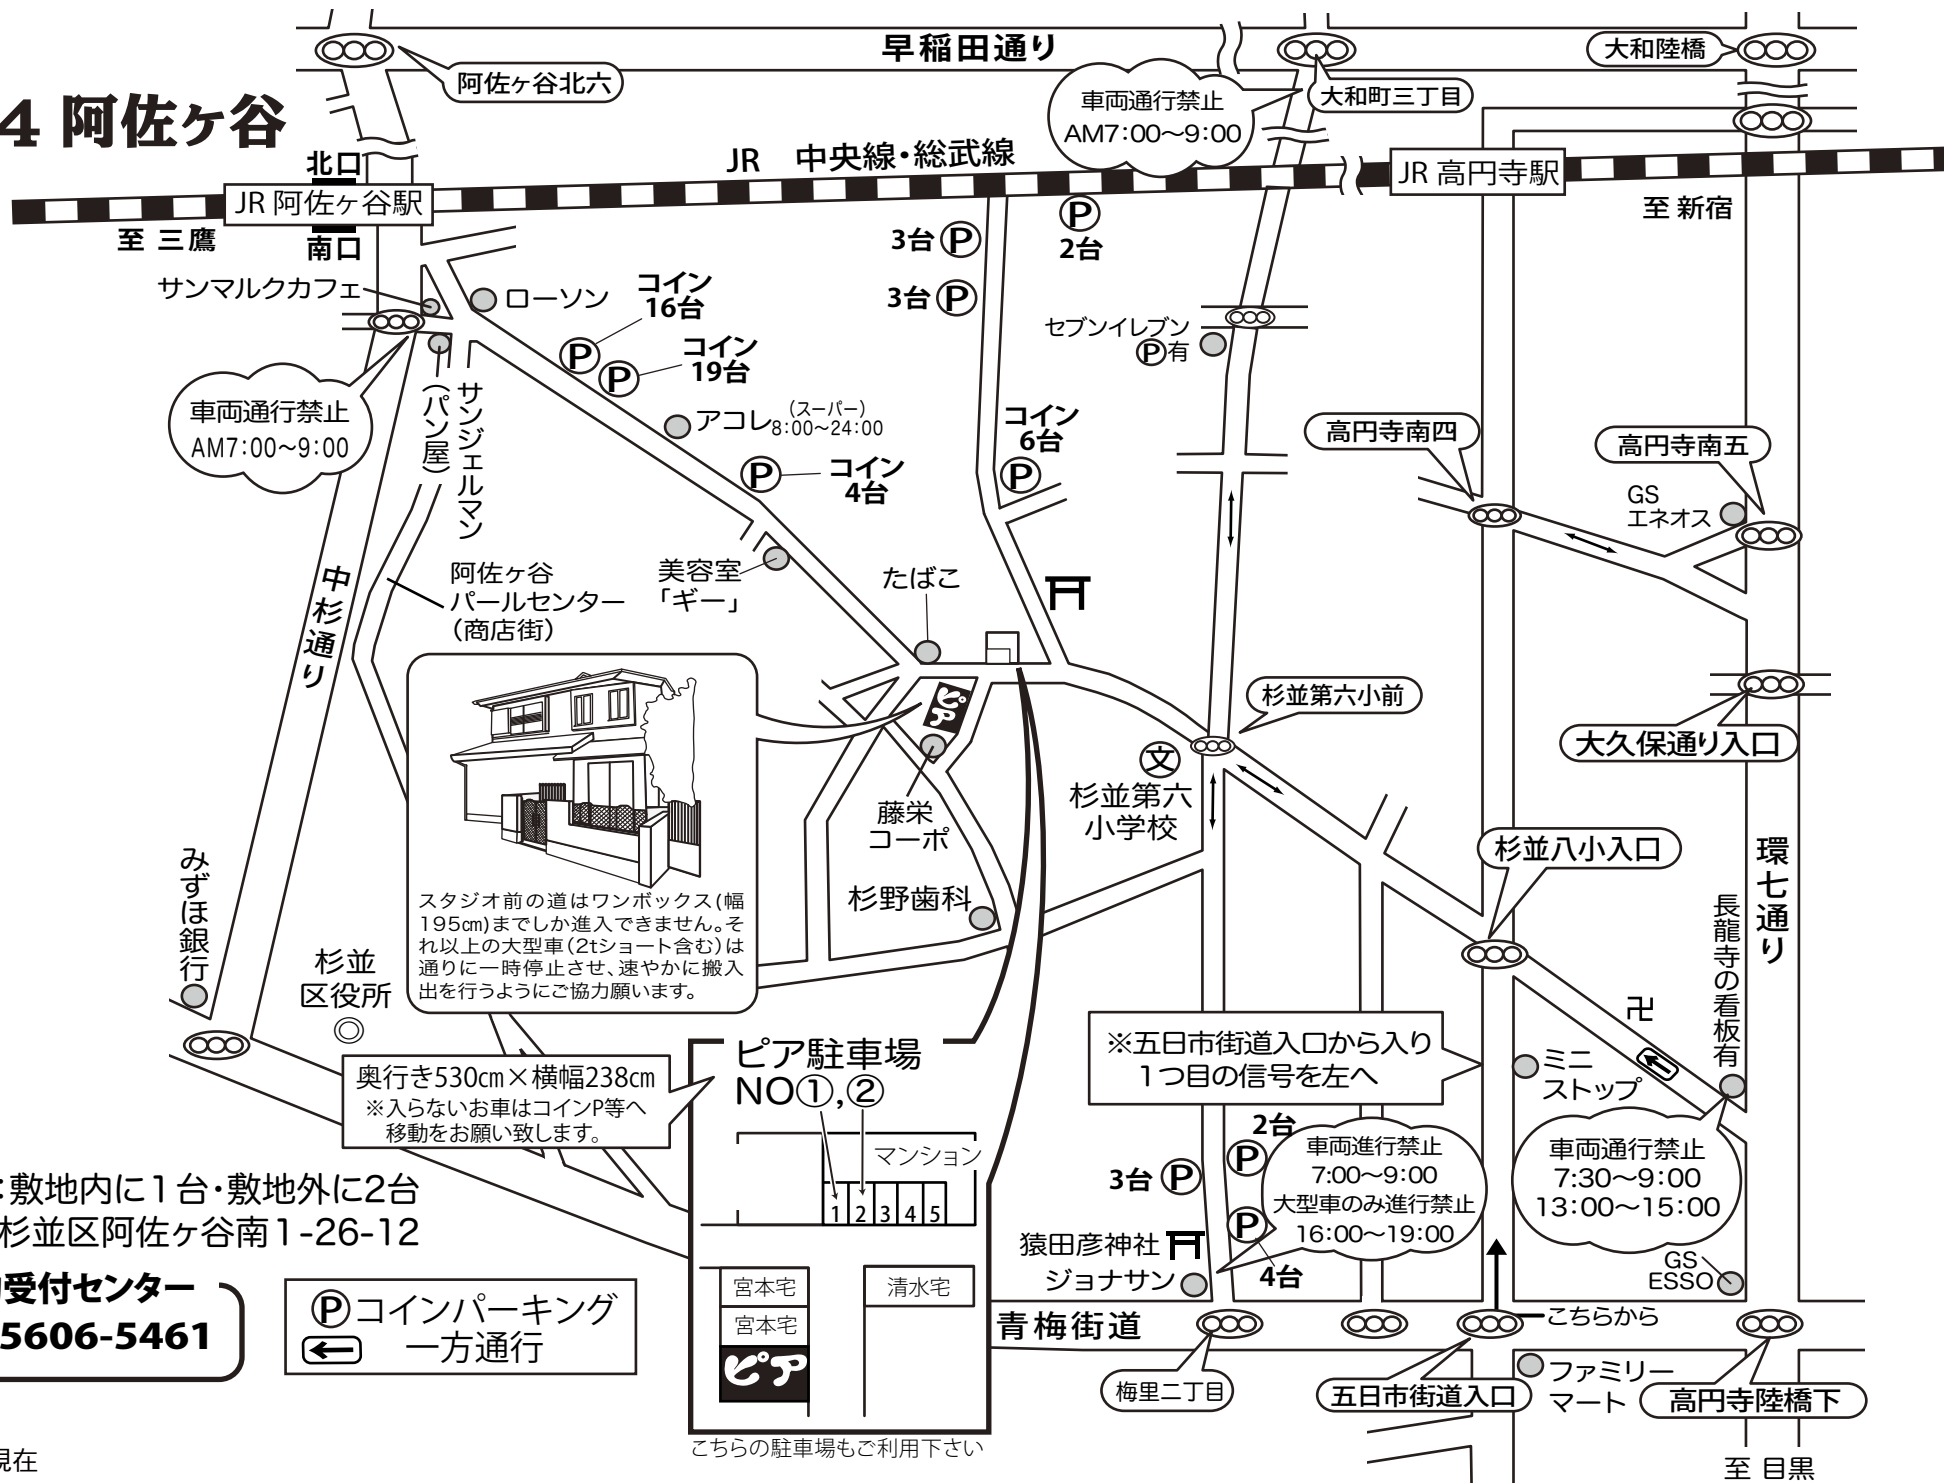 早稲田通り
大和陸橋
阿佐ヶ谷北六
4 阿佐ヶ谷
車両通行禁止
AM7:00〜9:00
大和町三丁目
北口
JR 中央線・総武線
JR 阿佐ヶ谷駅
JR 高円寺駅
至 三鷹
南口
至 新宿
3台 P
P
2台
サンマルクカフェ
ローソン
コイン
16台
3台 P
P
セブンイレブン
P有
P
コイン
19台
車両通行禁止
AM7:00〜9:00
サンジェルマン
(パン屋)
アコレ
(スーパー)
8:00〜24:00
コイン
6台
P
高円寺南四
高円寺南五
P
コイン
4台
GS
エネオス
中杉通り
阿佐ヶ谷
パールセンター
(商店街)
美容室
「ギー」
たばこ
ピア
杉並第六小前
大久保通り入口
文
杉並第六
小学校
藤栄
コーポ
杉並八小入口
環七通り
みずほ銀行
杉野歯科
長龍寺の看板有
スタジオ前の道はワンボックス(幅
195cm)までしか進入できません。そ
れ以上の大型車(2tショート含む)は
通りに一時停止させ、速やかに搬入
出を行うようにご協力願います。
杉並
区役所
卍
※五日市街道入口から入り
1つ目の信号を左へ
ミニ
ストップ
奥行き530cm×横幅238cm
※入らないお車はコインP等へ
移動をお願い致します。
ピア駐車場
NO①,②
マンション
1 2 3 4 5
2台
P
3台 P
P
4台
車両進行禁止
7:00〜9:00
大型車のみ進行禁止
16:00〜19:00
車両通行禁止
7:30〜9:00
13:00〜15:00
:敷地内に1台・敷地外に2台
杉並区阿佐ヶ谷南1-26-12
猿田彦神社
ジョナサン
GS
ESSO
受付センター
5606-5461
Pコインパーキング
一方通行
宮本宅
清水宅
宮本宅
ピア
青梅街道
こちらから
梅里二丁目
五日市街道入口
ファミリー
マート
高円寺陸橋下
こちらの駐車場もご利用下さい
現在
至 目黒